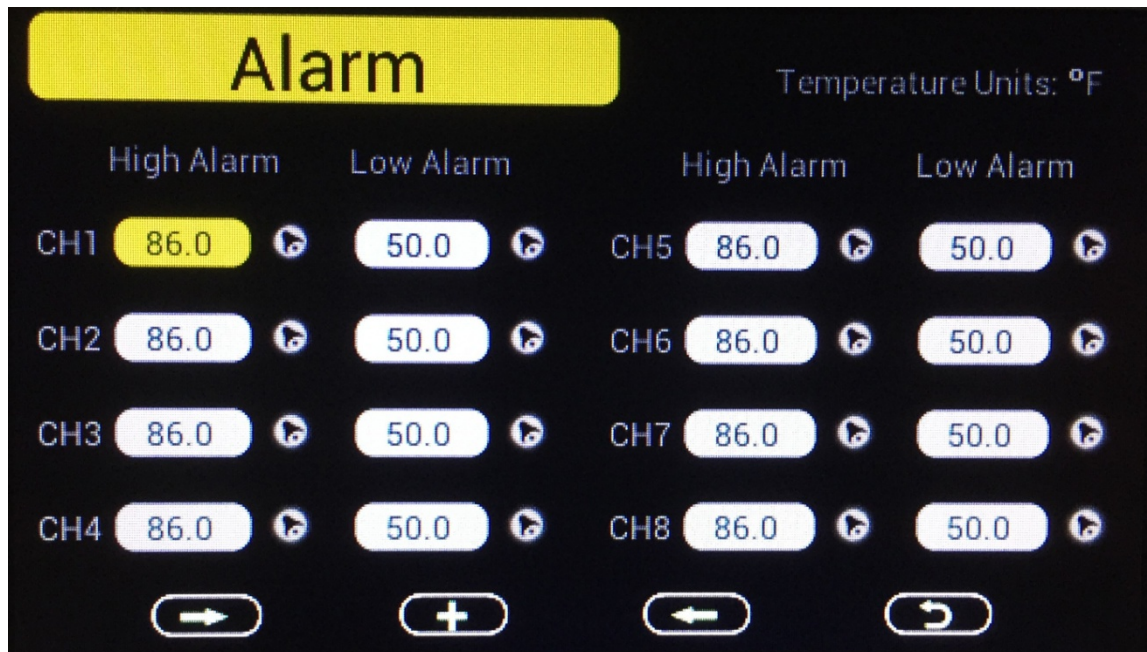 Alarm
Temperature Units: °F
High Alarm Low Alarm High Alarm Low Alarm
CH1 86.0 50.0 CH5 86.0 50.0
CH2 86.0 50.0 CH6 86.0 50.0
CH3 86.0 50.0 CH7 86.0 50.0
CH4 86.0 50.0 CH8 86.0 50.0